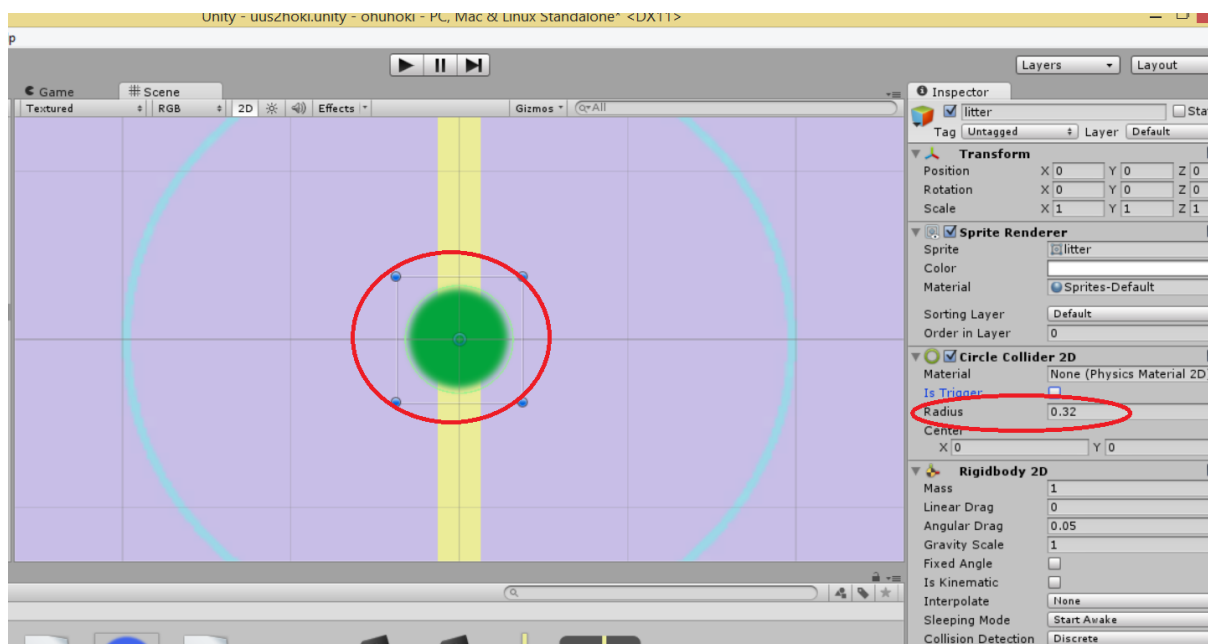 Unity - uus2hoki.unity - ohuhoki - PC, Mac & Linux Standalone* <DX11>
p
Layers Layout
Game Scene
Textured RGB 2D Effects Gizmos All
Inspector
litter Sta
Tag Untagged Layer Default
Transform
Position X 0 Y 0 Z 0
Rotation X 0 Y 0 Z 0
Scale X 1 Y 1 Z 1
Sprite Renderer
Sprite litter
Color
Material Sprites-Default
Sorting Layer Default
Order in Layer 0
Circle Collider 2D
Material None (Physics Material 2D)
Is Trigger
Radius 0.32
Center
X 0 Y 0
Rigidbody 2D
Mass 1
Linear Drag 0
Angular Drag 0.05
Gravity Scale 1
Fixed Angle
Is Kinematic
Interpolate None
Sleeping Mode Start Awake
Collision Detection Discrete